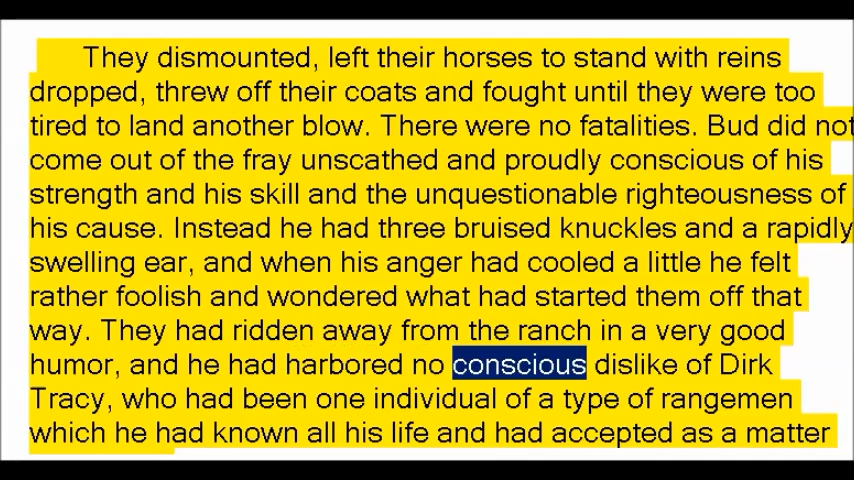 They dismounted, left their horses to stand with reins
dropped, threw off their coats and fought until they were too
tired to land another blow. There were no fatalities. Bud did not
come out of the fray unscathed and proudly conscious of his
strength and his skill and the unquestionable righteousness of
his cause. Instead he had three bruised knuckles and a rapidly
swelling ear, and when his anger had cooled a little he felt
rather foolish and wondered what had started them off that
way. They had ridden away from the ranch in a very good
humor, and he had harbored no conscious dislike of Dirk
Tracy, who had been one individual of a type of rangemen
which he had known all his life and had accepted as a matter